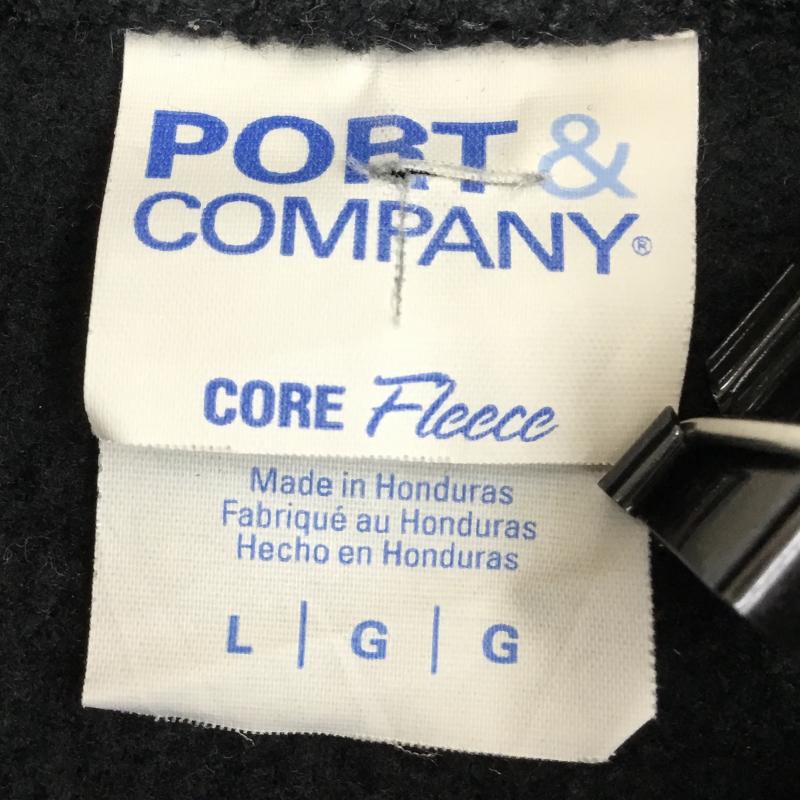 PORT &
COMPANY®
CORE Fleece
Made in Honduras
Fabriqué au Honduras
Hecho en Honduras
L | G | G